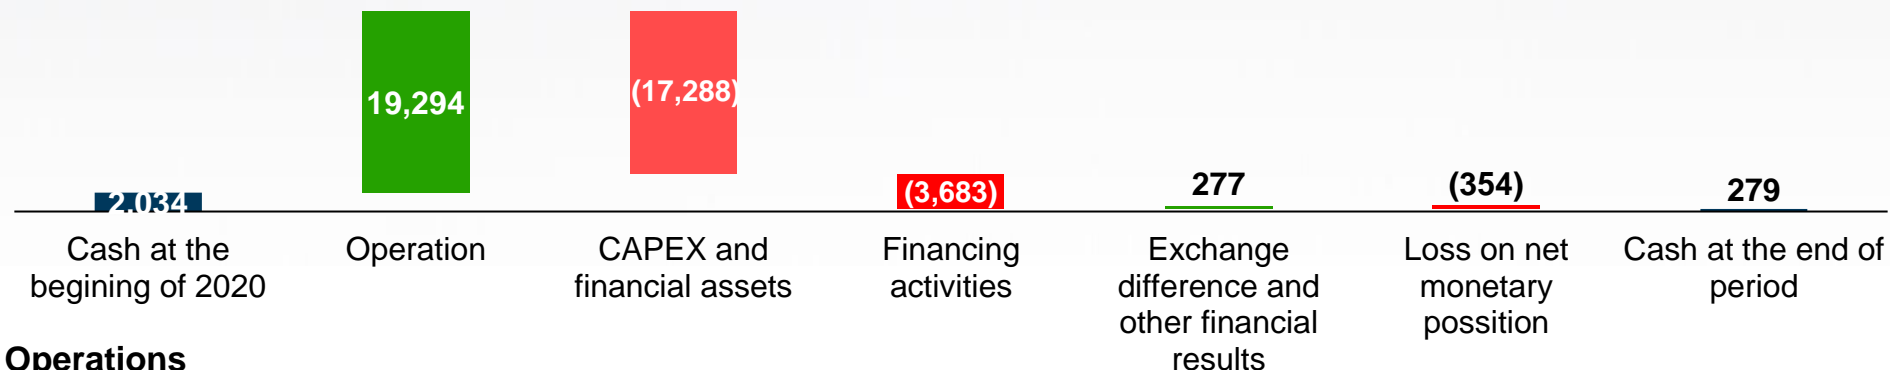 19,294
(17,288)
2,034
(3,683)
277
(354)
279
Cash at the
begining of 2020
Operation
CAPEX and
financial assets
Financing
activities
Exchange
difference and
other financial
results
Loss on net
monetary
possition
Cash at the end of
period
Operations